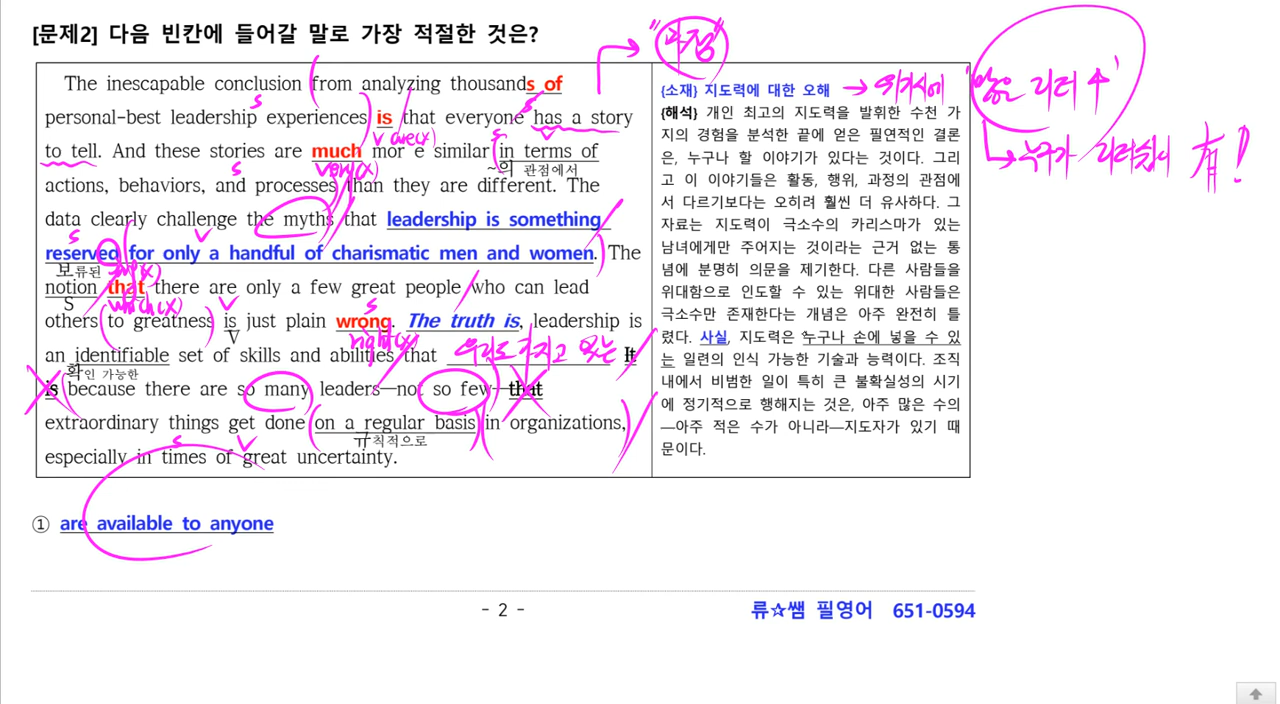 [문제2] 다음 빈칸에 들어갈 말로 가장 적절한 것은?
The inescapable conclusion from analyzing thousands of
personal-best leadership experiences is that everyone has a story
to tell. And these stories are much mor e similar in terms of
actions, behaviors, and processes than they are different. The
data clearly challenge the myths that leadership is something
reserved for only a handful of charismatic men and women. The
notion that there are only a few great people who can lead
others to greatness is just plain wrong. The truth is, leadership is
an identifiable set of skills and abilities that It
is because there are so many leaders—not so few—that
extraordinary things get done on a regular basis in organizations,
especially in times of great uncertainty.
~의 관점에서
보류된
확인 가능한
규칙적으로
S
V
are(x)
very(x)
which(x)
right(x)
우리도 가지고 있는
{소재} 지도력에 대한 오해
{해석} 개인 최고의 지도력을 발휘한 수천 가
지의 경험을 분석한 끝에 얻은 필연적인 결론
은, 누구나 할 이야기가 있다는 것이다. 그리
고 이 이야기들은 활동, 행위, 과정의 관점에
서 다르기보다는 오히려 훨씬 더 유사하다. 그
자료는 지도력이 극소수의 카리스마가 있는
남녀에게만 주어지는 것이라는 근거 없는 통
념에 분명히 의문을 제기한다. 다른 사람들을
위대함으로 인도할 수 있는 위대한 사람들은
극소수만 존재한다는 개념은 아주 완전히 틀
렸다. 사실, 지도력은 누구나 손에 넣을 수 있
는 일련의 인식 가능한 기술과 능력이다. 조직
내에서 비범한 일이 특히 큰 불확실성의 시기
에 정기적으로 행해지는 것은, 아주 많은 수의
—아주 적은 수가 아니라—지도자가 있기 때
문이다.
위기시에 많은 리더 수
누구가 리더쉽이 有!
① are available to anyone
- 2 -
류☆쌤 필영어 651-0594